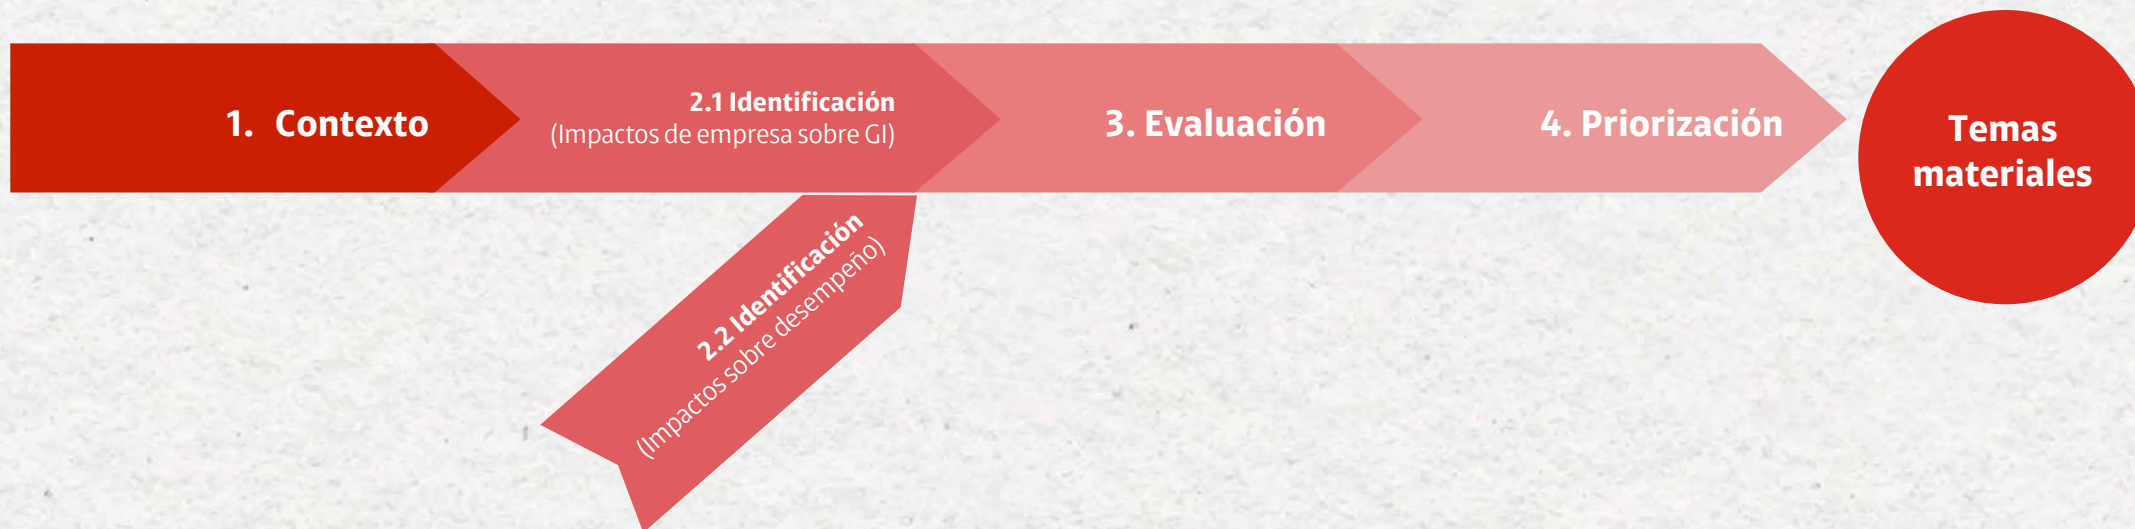 1. Contexto
2.1 Identificación
(Impactos de empresa sobre GI)
3. Evaluación
4. Priorización
Temas
materiales
2.2 Identificación
(Impactos sobre desempeño)